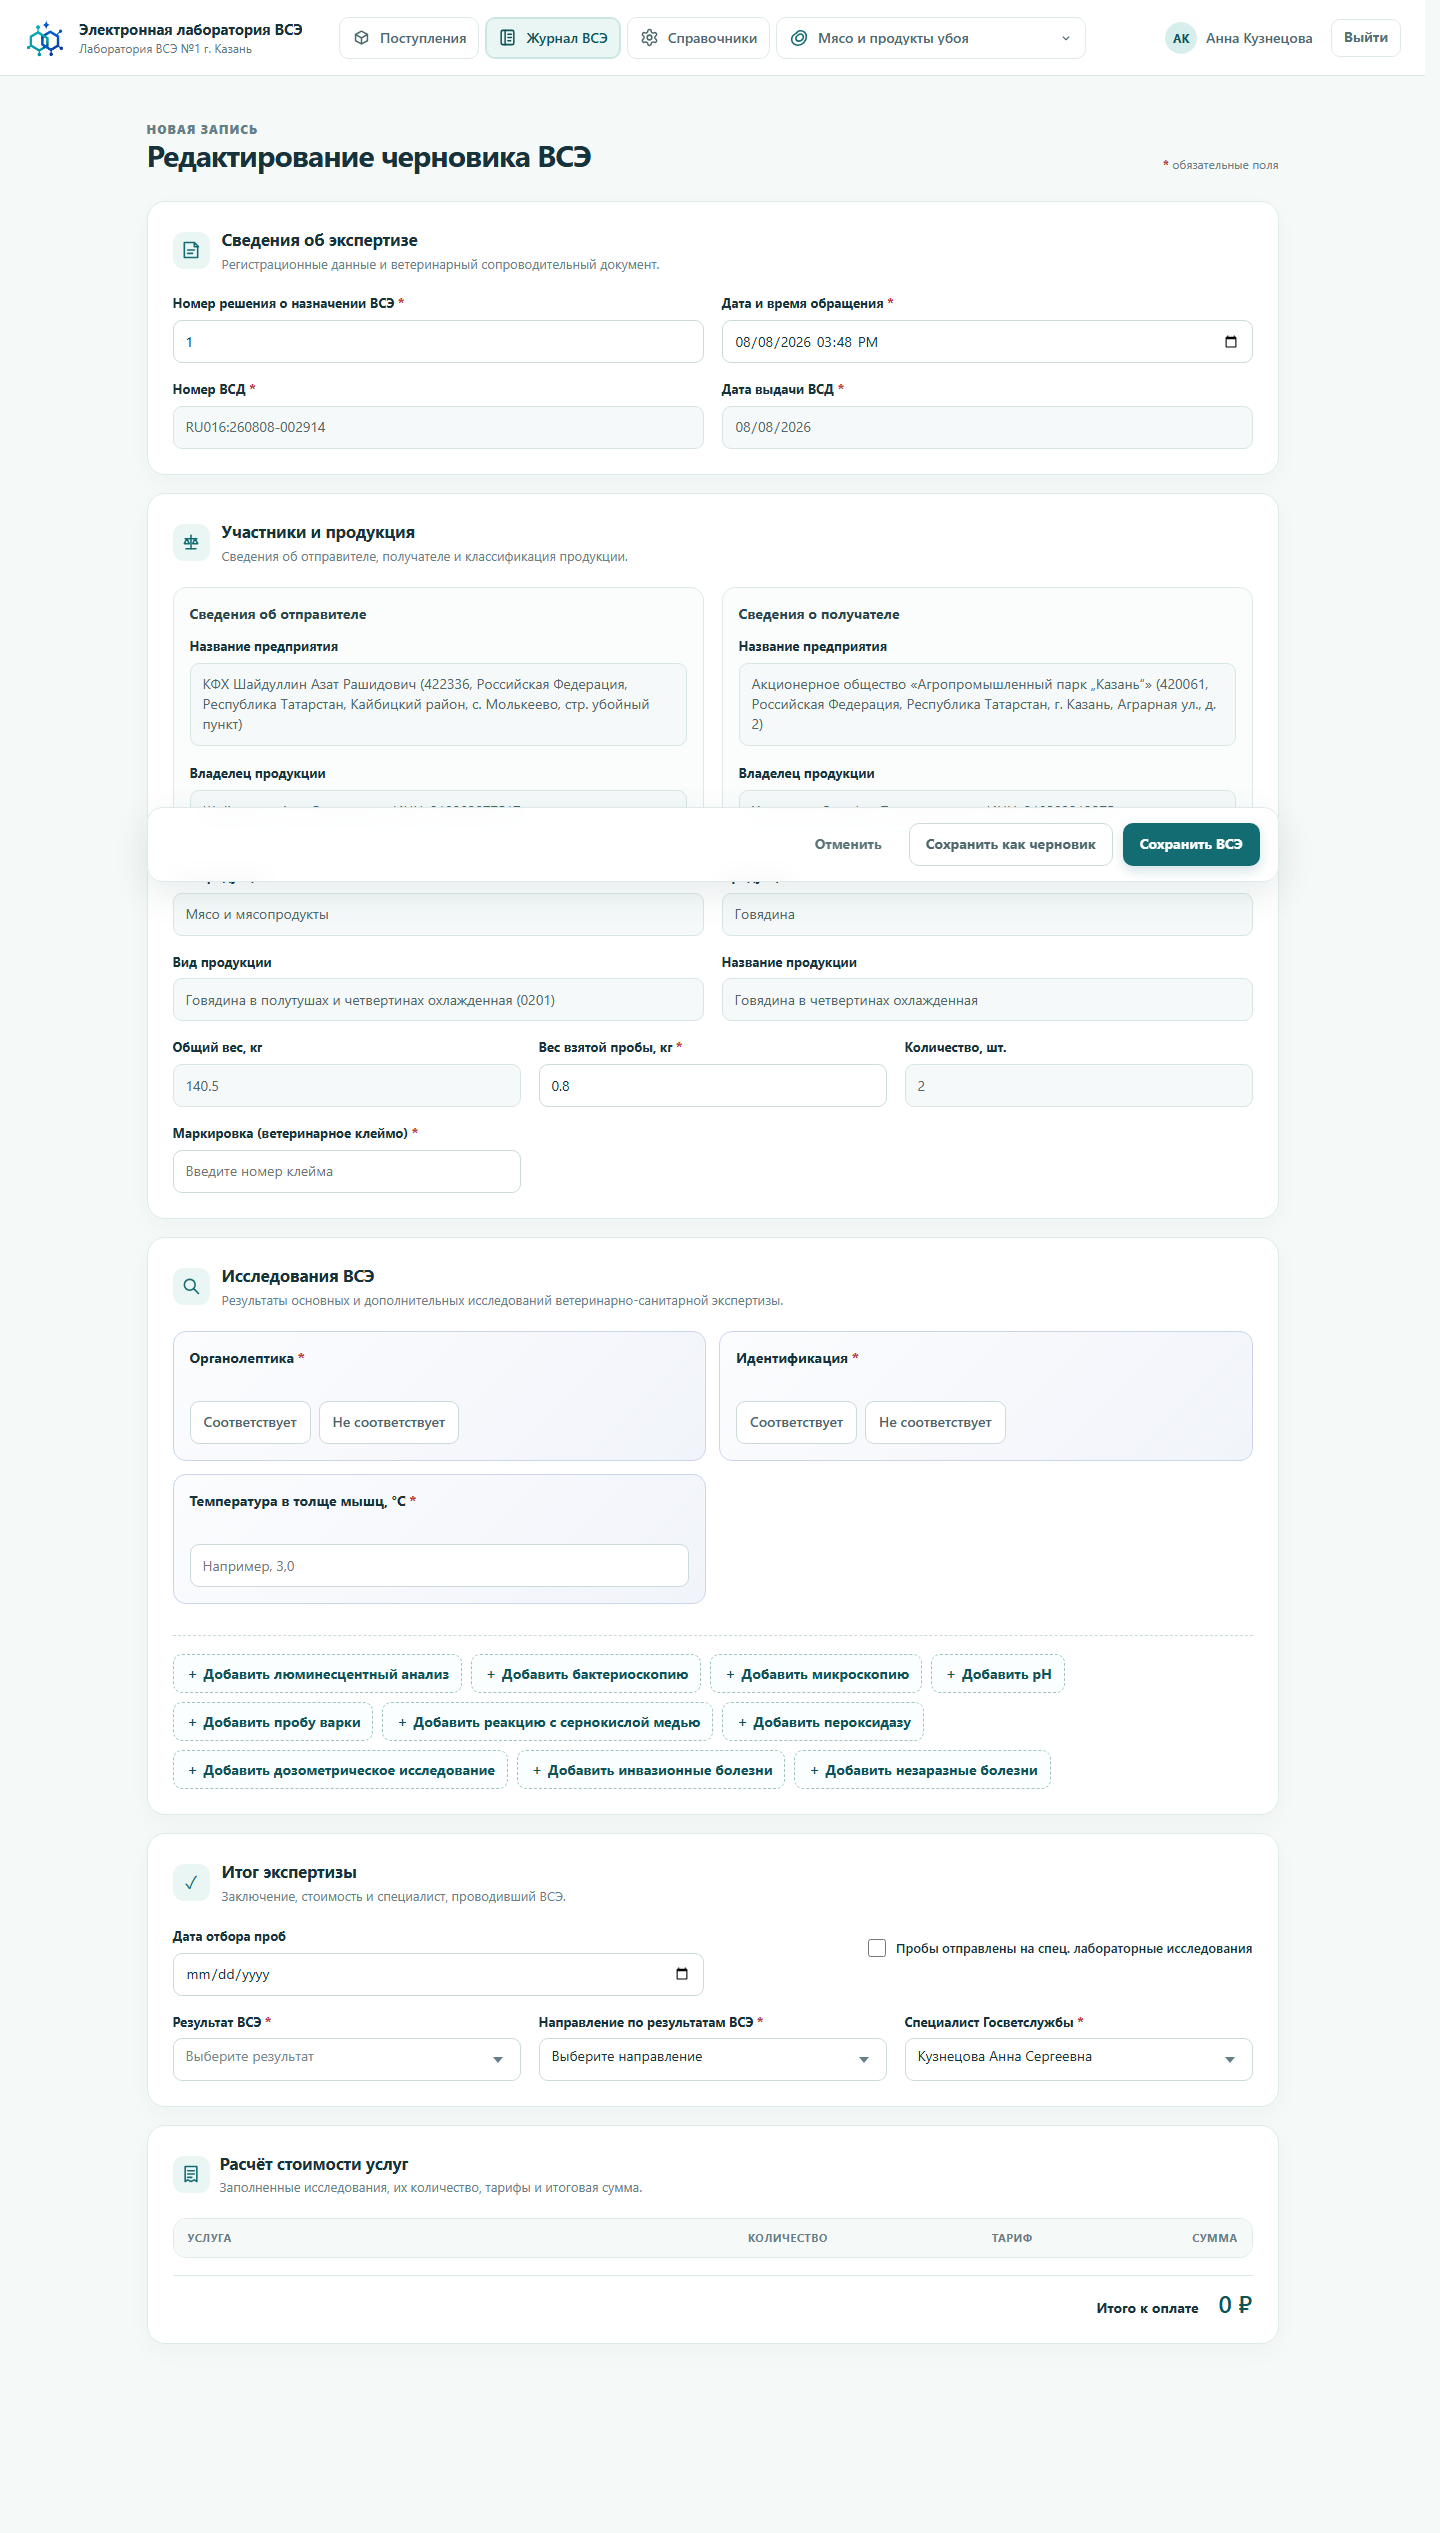 Электронная лаборатория ВСЭ
Лаборатория ВСЭ №1 г. Казань
Поступления
Журнал ВСЭ
Справочники
Мясо и продукты убоя
АК
Анна Кузнецова
Выйти
НОВАЯ ЗАПИСЬ
Редактирование черновика ВСЭ
* обязательные поля
Сведения об экспертизе
Регистрационные данные и ветеринарный сопроводительный документ.
Номер решения о назначении ВСЭ *
Дата и время обращения *
1
08/08/2026 03:48 PM
Номер ВСД *
Дата выдачи ВСД *
RU016:260808-002914
08/08/2026
Участники и продукция
Сведения об отправителе, получателе и классификация продукции.
Сведения об отправителе
Название предприятия
КФХ Шайдуллин Азат Рашидович (422336, Российская Федерация,
Республика Татарстан, Кайбицкий район, с. Молькеево, стр. убойный
пункт)
Владелец продукции
Сведения о получателе
Название предприятия
Акционерное общество «Агропромышленный парк „Казань“» (420061,
Российская Федерация, Республика Татарстан, г. Казань, Аграрная ул., д.
2)
Владелец продукции
Отменить
Сохранить как черновик
Сохранить ВСЭ
Мясо и мясопродукты
Говядина
Вид продукции
Название продукции
Говядина в полутушах и четвертинах охлажденная (0201)
Говядина в четвертинах охлажденная
Общий вес, кг
Вес взятой пробы, кг *
Количество, шт.
140.5
0.8
2
Маркировка (ветеринарное клеймо) *
Введите номер клейма
Исследования ВСЭ
Результаты основных и дополнительных исследований ветеринарно-санитарной экспертизы.
Органолептика *
Соответствует
Не соответствует
Идентификация *
Соответствует
Не соответствует
Температура в толще мышц, °C *
Например, 3,0
+ Добавить люминесцентный анализ
+ Добавить бактериоскопию
+ Добавить микроскопию
+ Добавить pH
+ Добавить пробу варки
+ Добавить реакцию с сернокислой медью
+ Добавить пероксидазу
+ Добавить дозометрическое исследование
+ Добавить инвазионные болезни
+ Добавить незаразные болезни
Итог экспертизы
Заключение, стоимость и специалист, проводивший ВСЭ.
Дата отбора проб
mm/dd/yyyy
Пробы отправлены на спец. лабораторные исследования
Результат ВСЭ *
Направление по результатам ВСЭ *
Специалист Госветслужбы *
Выберите результат
Выберите направление
Кузнецова Анна Сергеевна
Расчёт стоимости услуг
Заполненные исследования, их количество, тарифы и итоговая сумма.
УСЛУГА
КОЛИЧЕСТВО
ТАРИФ
СУММА
Итого к оплате
0 ₽